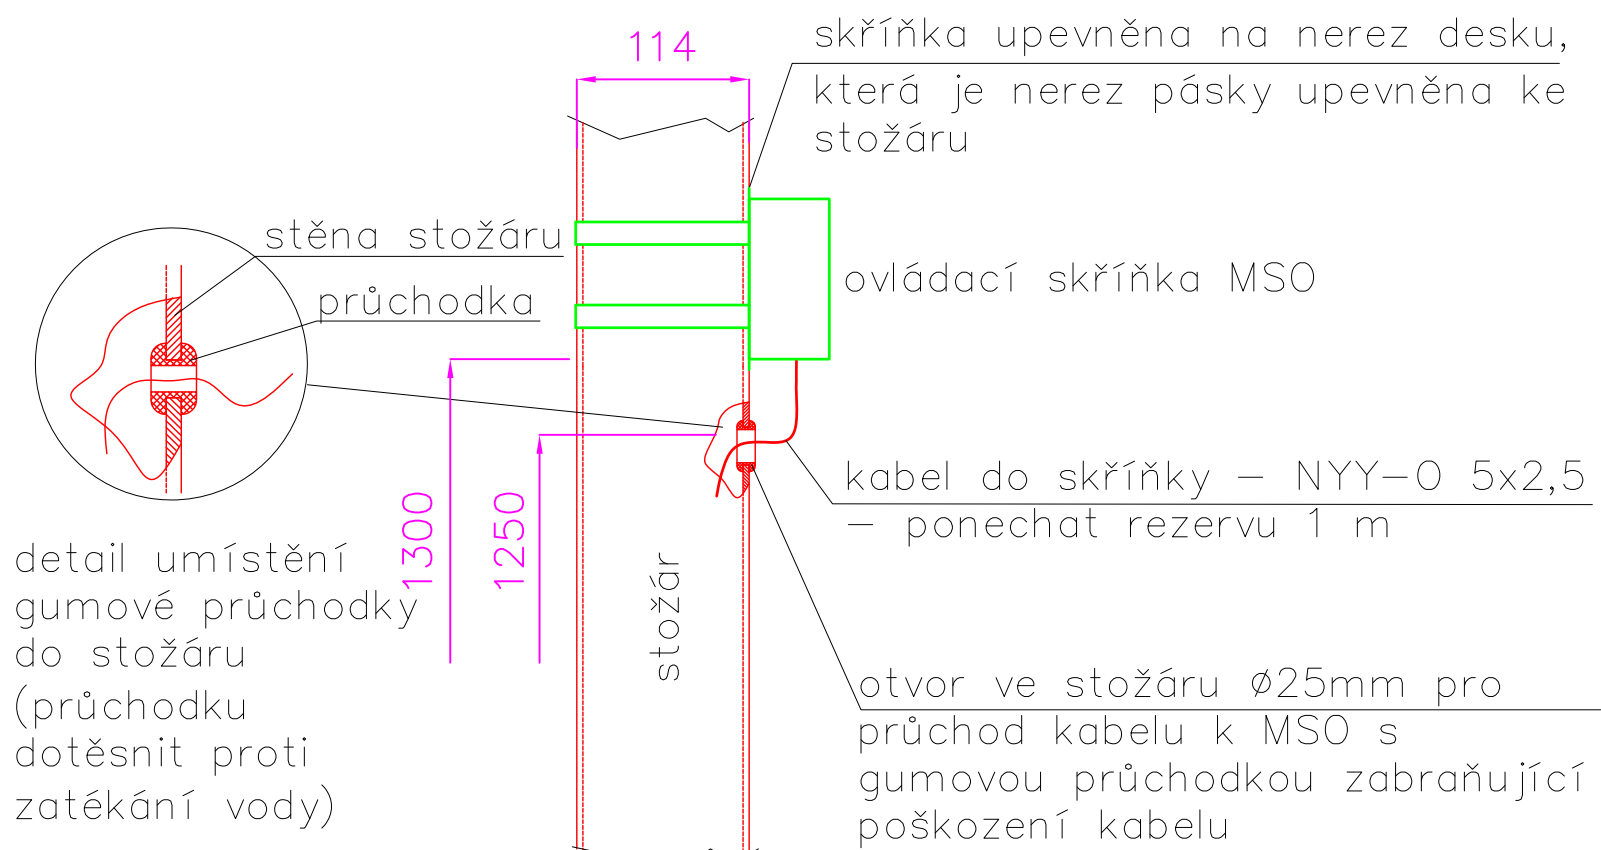 114
skříňka upevněna na nerez desku,
která je nerez pásky upevněna ke
stožáru
stěna stožáru
průchodka
ovládací skříňka MSO
kabel do skříňky – NYY–O 5x2,5
– ponechat rezervu 1 m
1300
1250
stožár
detail umístění
gumové průchodky
do stožáru
(průchodku
dotěsnit proti
zatékání vody)
otvor ve stožáru Ø25mm pro
průchod kabelu k MSO s
gumovou průchodkou zabraňující
poškození kabelu